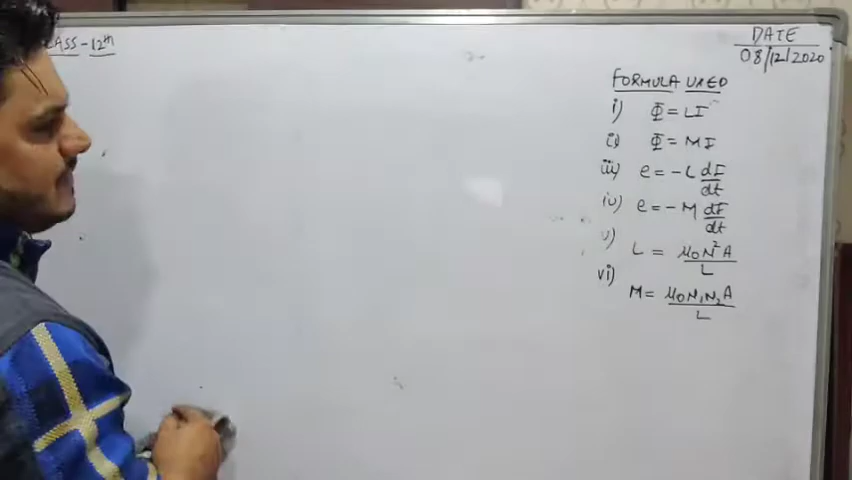 CLASS - 12th
DATE
08/12/2020
FORMULA USED
i) Φ = LI
ii) Φ = MI
iii) e = -L dI/dt
iv) e = -M dI/dt
v) L = μ₀N²A/L
vi) M = μ₀N₁N₂A/L